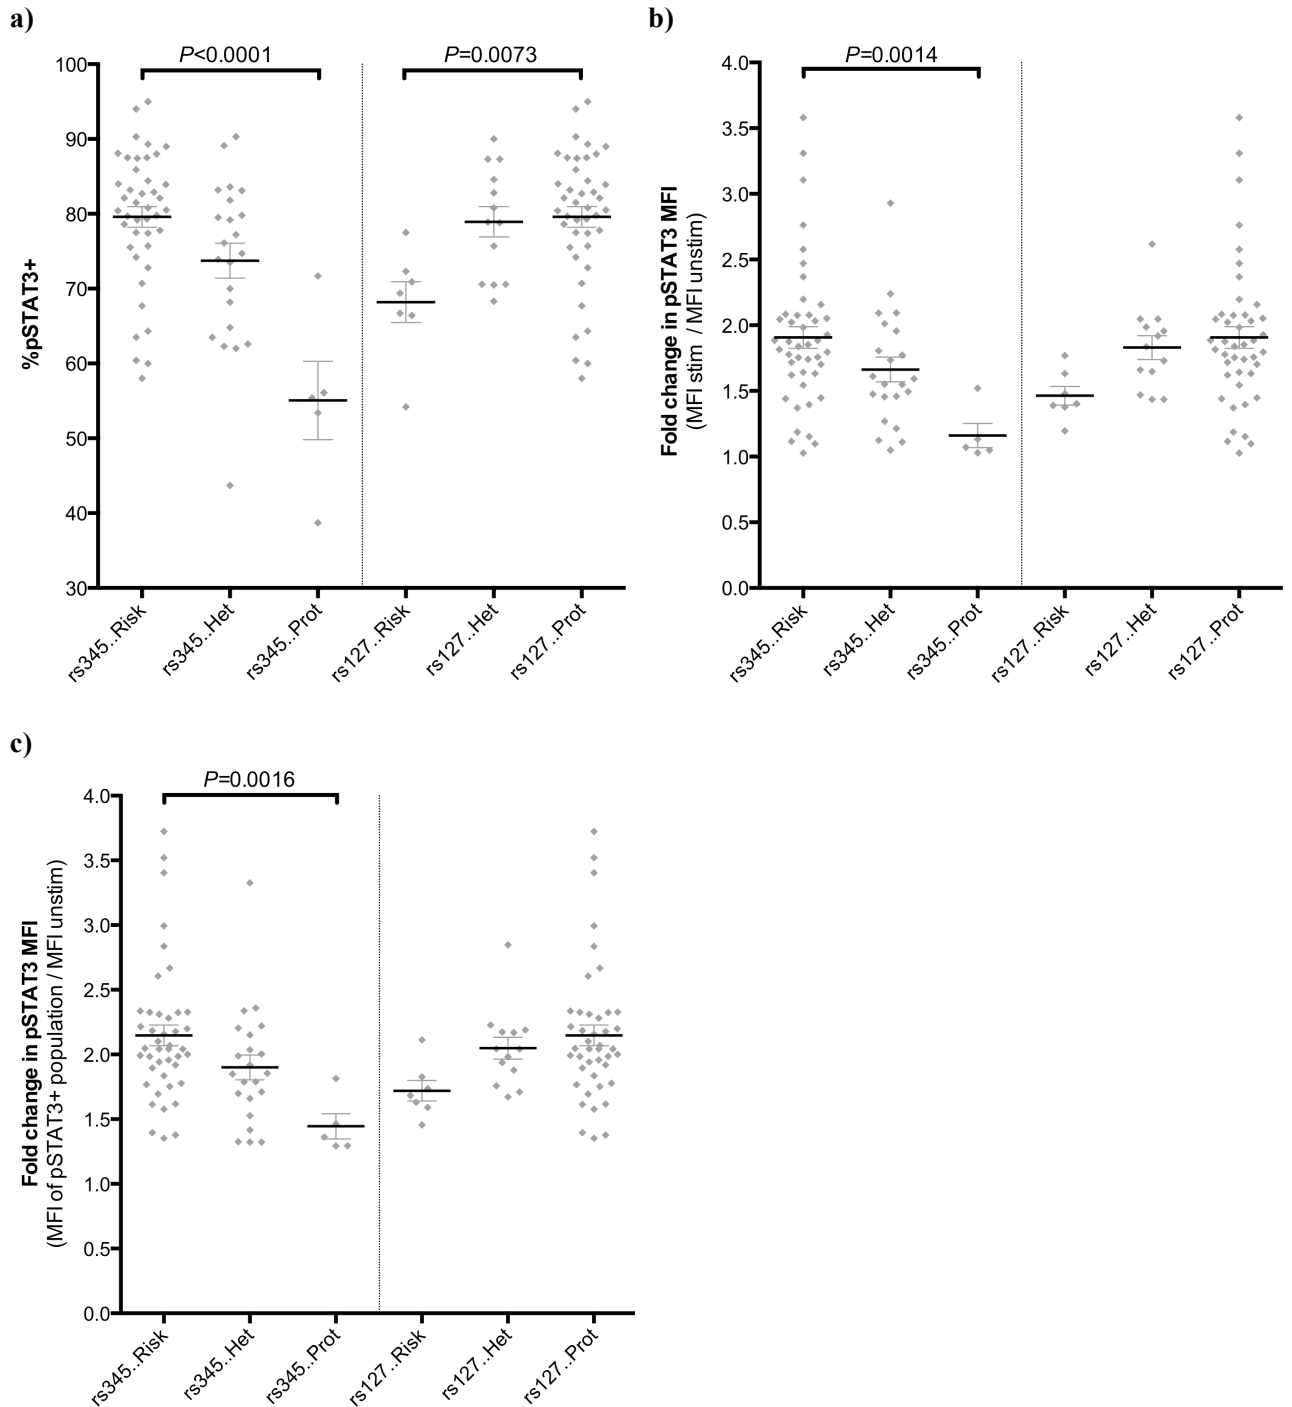 a)
P<0.0001
P=0.0073
100
90
80
70
60
50
40
30
%pSTAT3+
rs345..Risk
rs345..Het
rs345..Prot
rs127..Risk
rs127..Het
rs127..Prot
b)
P=0.0014
4.0
3.5
3.0
2.5
2.0
1.5
1.0
0.5
0.0
Fold change in pSTAT3 MFI
(MFI stim / MFI unstim)
rs345..Risk
rs345..Het
rs345..Prot
rs127..Risk
rs127..Het
rs127..Prot
c)
P=0.0016
4.0
3.5
3.0
2.5
2.0
1.5
1.0
0.5
0.0
Fold change in pSTAT3 MFI
(MFI of pSTAT3+ population / MFI unstim)
rs345..Risk
rs345..Het
rs345..Prot
rs127..Risk
rs127..Het
rs127..Prot